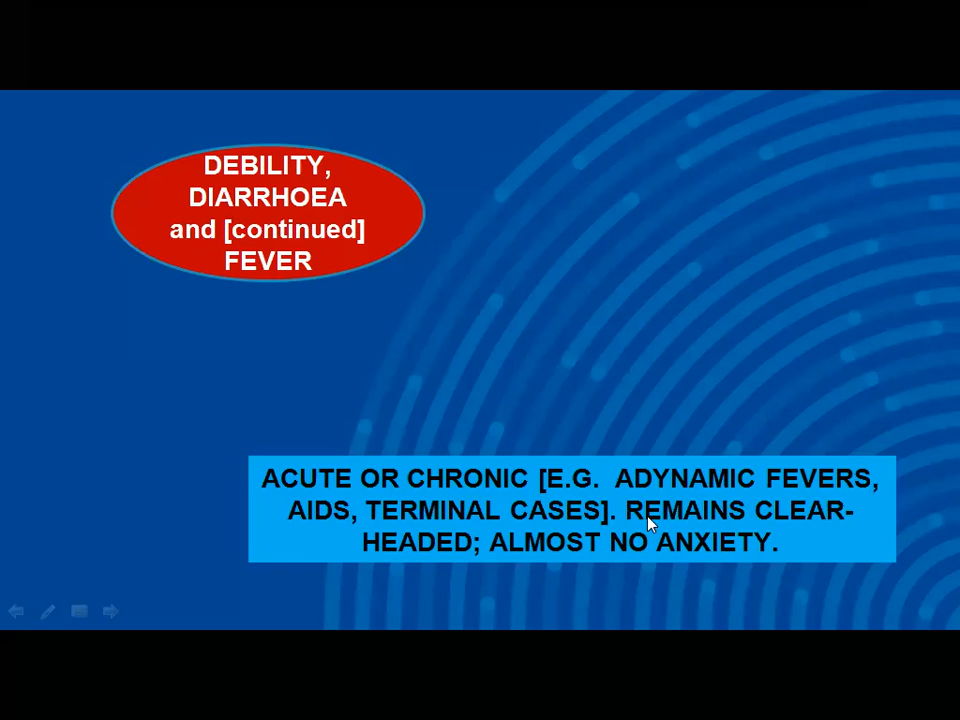 DEBILITY,
DIARRHOEA
and [continued]
FEVER
ACUTE OR CHRONIC [E.G. ADYNAMIC FEVERS,
AIDS, TERMINAL CASES]. REMAINS CLEAR-
HEADED; ALMOST NO ANXIETY.